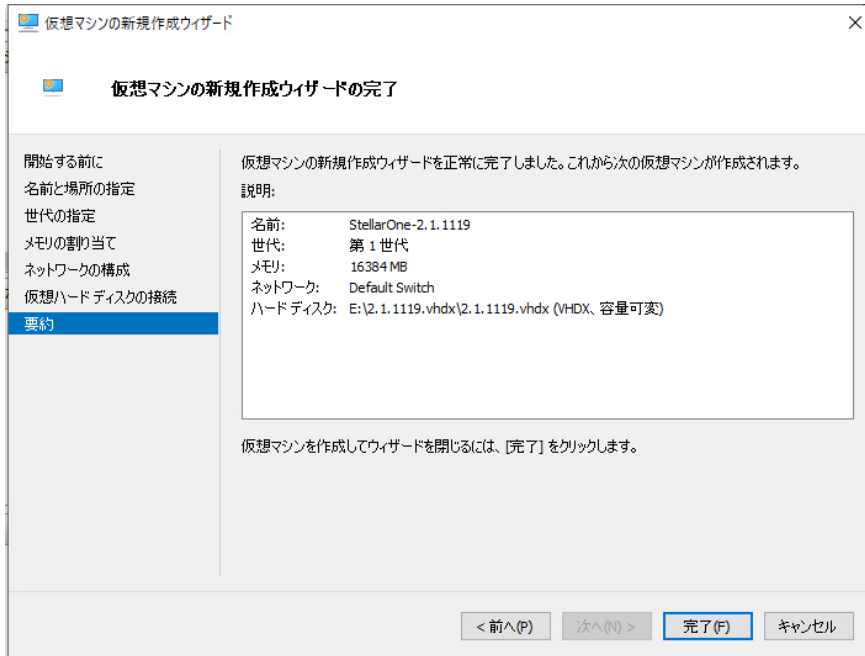 仮想マシンの新規作成ウィザード
仮想マシンの新規作成ウィザードの完了
開始する前に
名前と場所の指定
世代の指定
メモリの割り当て
ネットワークの構成
仮想ハード ディスクの接続
要約
仮想マシンの新規作成ウィザードを正常に完了しました。これから次の仮想マシンが作成されます。
説明:
名前: StellarOne-2.1.1119
世代: 第 1 世代
メモリ: 16384 MB
ネットワーク: Default Switch
ハード ディスク: E:\2.1.1119.vhdx\2.1.1119.vhdx (VHDX、容量可変)
仮想マシンを作成してウィザードを閉じるには、[完了] をクリックします。
< 前へ(P) 次へ(N) > 完了(F) キャンセル